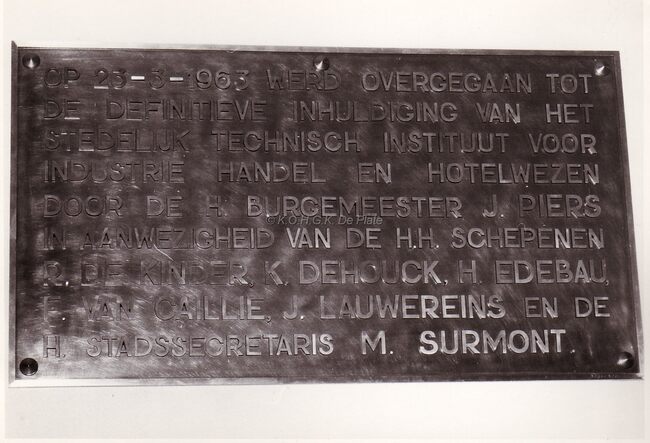 OP 23-3-1963 WERD OVERGEGAAN TOT
DE DEFINITIEVE INHULDIGING VAN HET
STEDELIJK TECHNISCH INSTITUUT VOOR
INDUSTRIE HANDEL EN HOTELWEZEN
DOOR DE H. BURGEMEESTER J. PIERS
© K.O.H.G.K. De Plate
IN AANWEZIGHEID VAN DE H.H. SCHEPENEN
R. DE KINDER, K. DEHOUCK, H. EDEBAU,
VAN CAILLIE, J. LAUWEREINS EN DE
H. STADSSECRETARIS M. SURMONT.